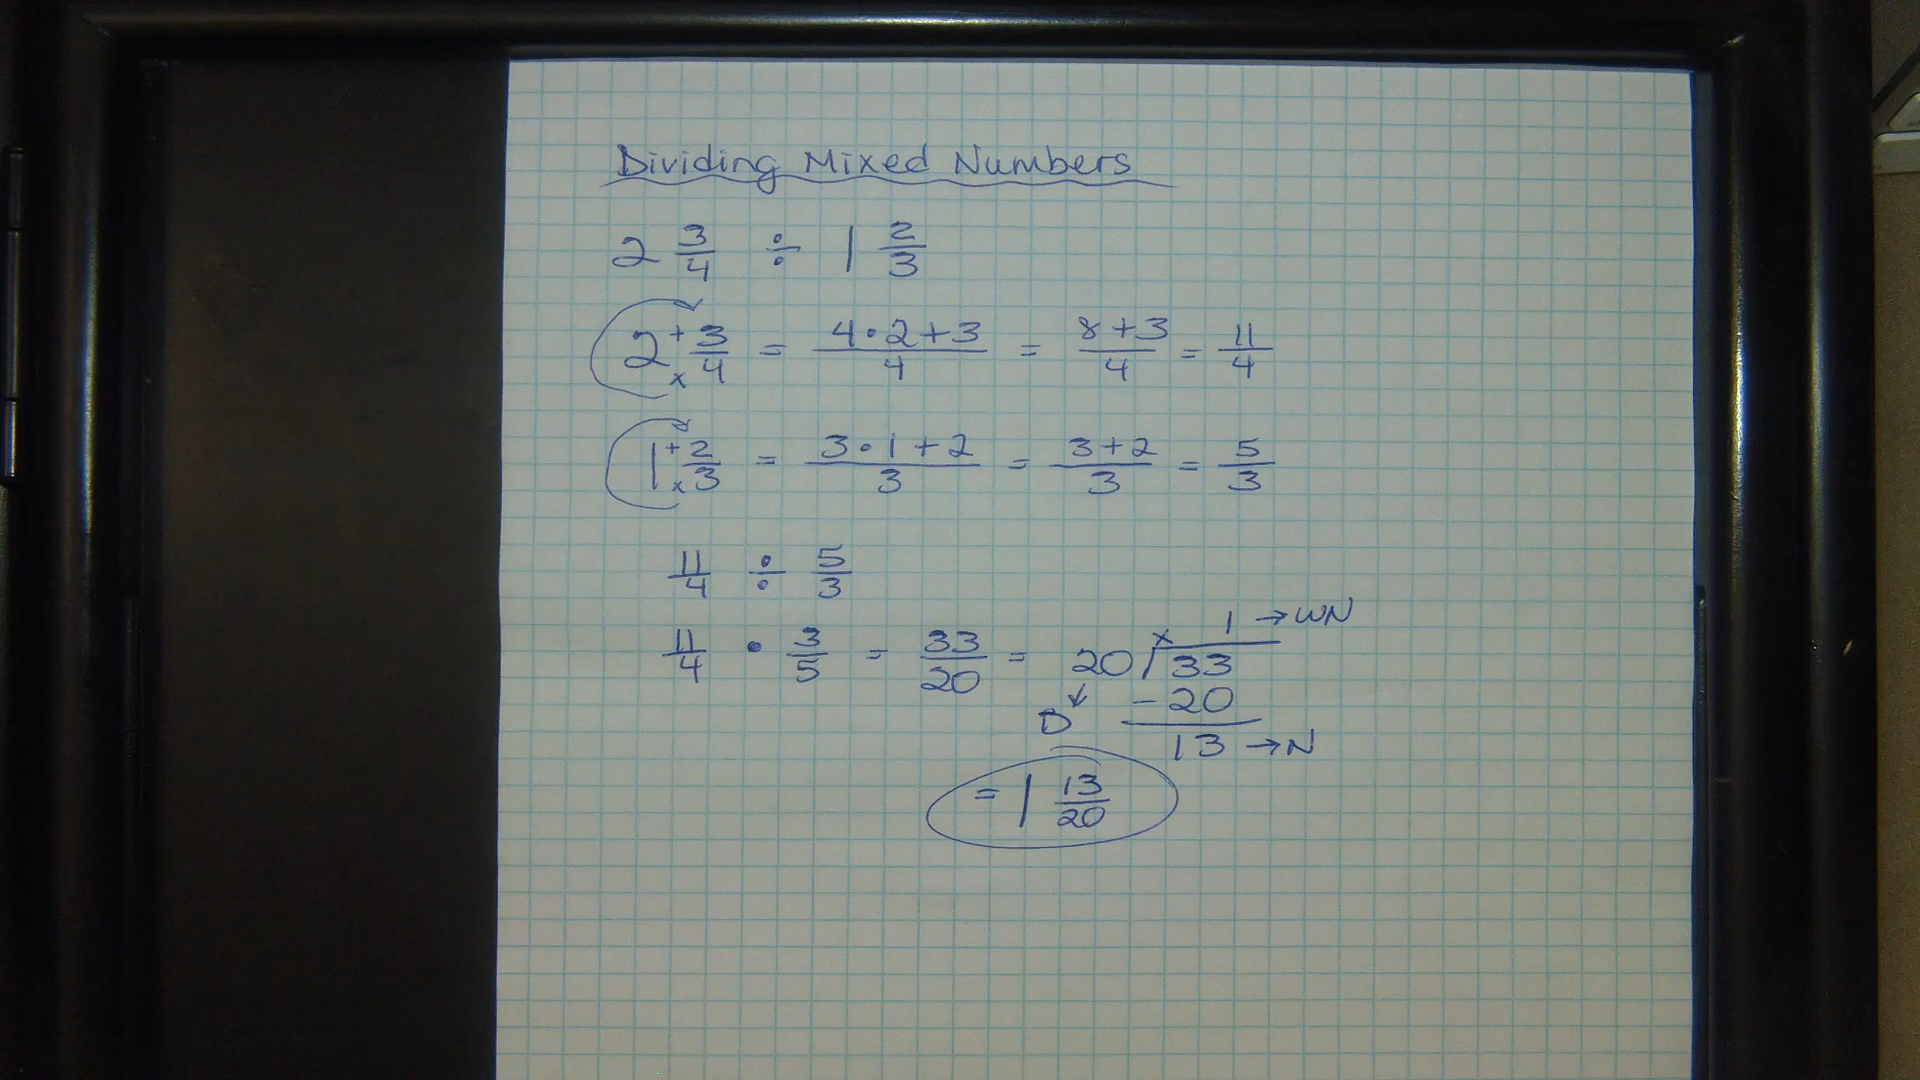 Dividing Mixed Numbers
2 3/4 ÷ 1 2/3
2 + 3/4 x = 4•2+3/4 = 8+3/4 = 11/4
1 + 2/3 x = 3•1+2/3 = 3+2/3 = 5/3
11/4 ÷ 5/3
1 → WN
11/4 • 3/5 = 33/20 = 20 x 33
D - 20
13 → N
= 1 13/20